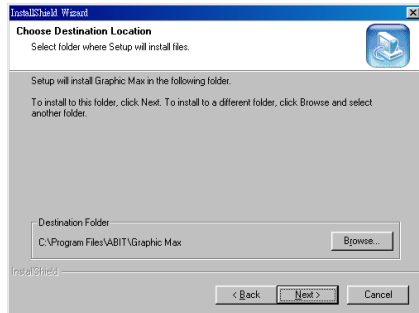 InstallShield Wizard
Choose Destination Location
Select folder where Setup will install files.
Setup will install Graphic Max in the following folder.
To install to this folder, click Next. To install to a different folder, click Browse and select
another folder.
Destination Folder
C:\Program Files\ABIT\Graphic Max
Browse...
InstallShield
< Back
Next >
Cancel